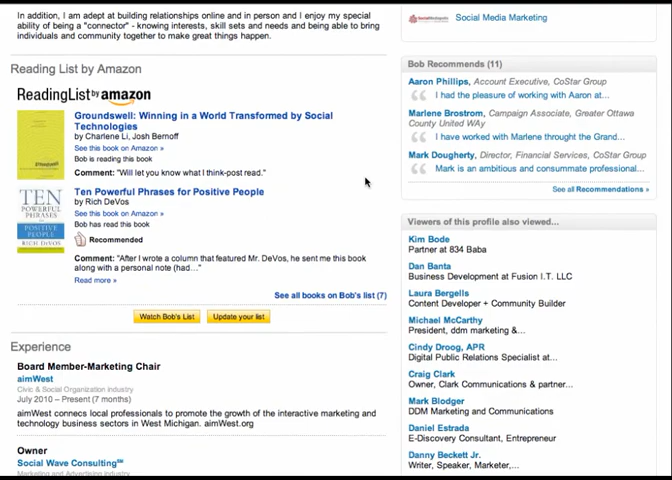 In addition, I am adept at building relationships online and in person and I enjoy my special
ability of being a "connector" - knowing interests, skill sets and needs and being able to bring
individuals and community together to make great things happen.
Reading List by Amazon
ReadingList by amazon
Groundswell: Winning in a World Transformed by Social
Technologies
by Charlene Li, Josh Bernoff
See this book on Amazon »
Bob is reading this book
Comment: "Will let you know what I think-post read."
TEN
POWERFUL
PHRASES
FOR
POSITIVE
PEOPLE
RICH DEVOS
Ten Powerful Phrases for Positive People
by Rich DeVos
See this book on Amazon »
Bob has read this book
Recommended
Comment: "After I wrote a column that featured Mr. DeVos, he sent me this book
along with a personal note (had..."
Read more »
See all books on Bob's list (7)
Watch Bob's List
Update your list
Experience
Board Member-Marketing Chair
aimWest
Civic & Social Organization industry
July 2010 – Present (7 months)
aimWest connects local professionals to promote the growth of the interactive marketing and
technology business sectors in West Michigan. aimWest.org
Owner
Social Wave Consulting℠
Marketing and Advertising industry
Social Media Marketing
Bob Recommends (11)
Aaron Phillips, Account Executive, CoStar Group
I had the pleasure of working with Aaron at...
Marlene Brostrom, Campaign Associate, Greater Ottawa
County United WAy
I have worked with Marlene throught the Grand...
Mark Dougherty, Director, Financial Services, CoStar Group
Mark is an ambitious and consummate professional...
See all Recommendations »
Viewers of this profile also viewed...
Kim Bode
Partner at 834 Baba
Dan Banta
Business Development at Fusion I.T. LLC
Laura Bergells
Content Developer + Community Builder
Michael McCarthy
President, ddm marketing &...
Cindy Droog, APR
Digital Public Relations Specialist at...
Craig Clark
Owner, Clark Communications & partner...
Mark Blodger
DDM Marketing and Communications
Daniel Estrada
E-Discovery Consultant, Entrepreneur
Danny Beckett Jr.
Writer, Speaker, Marketer,...